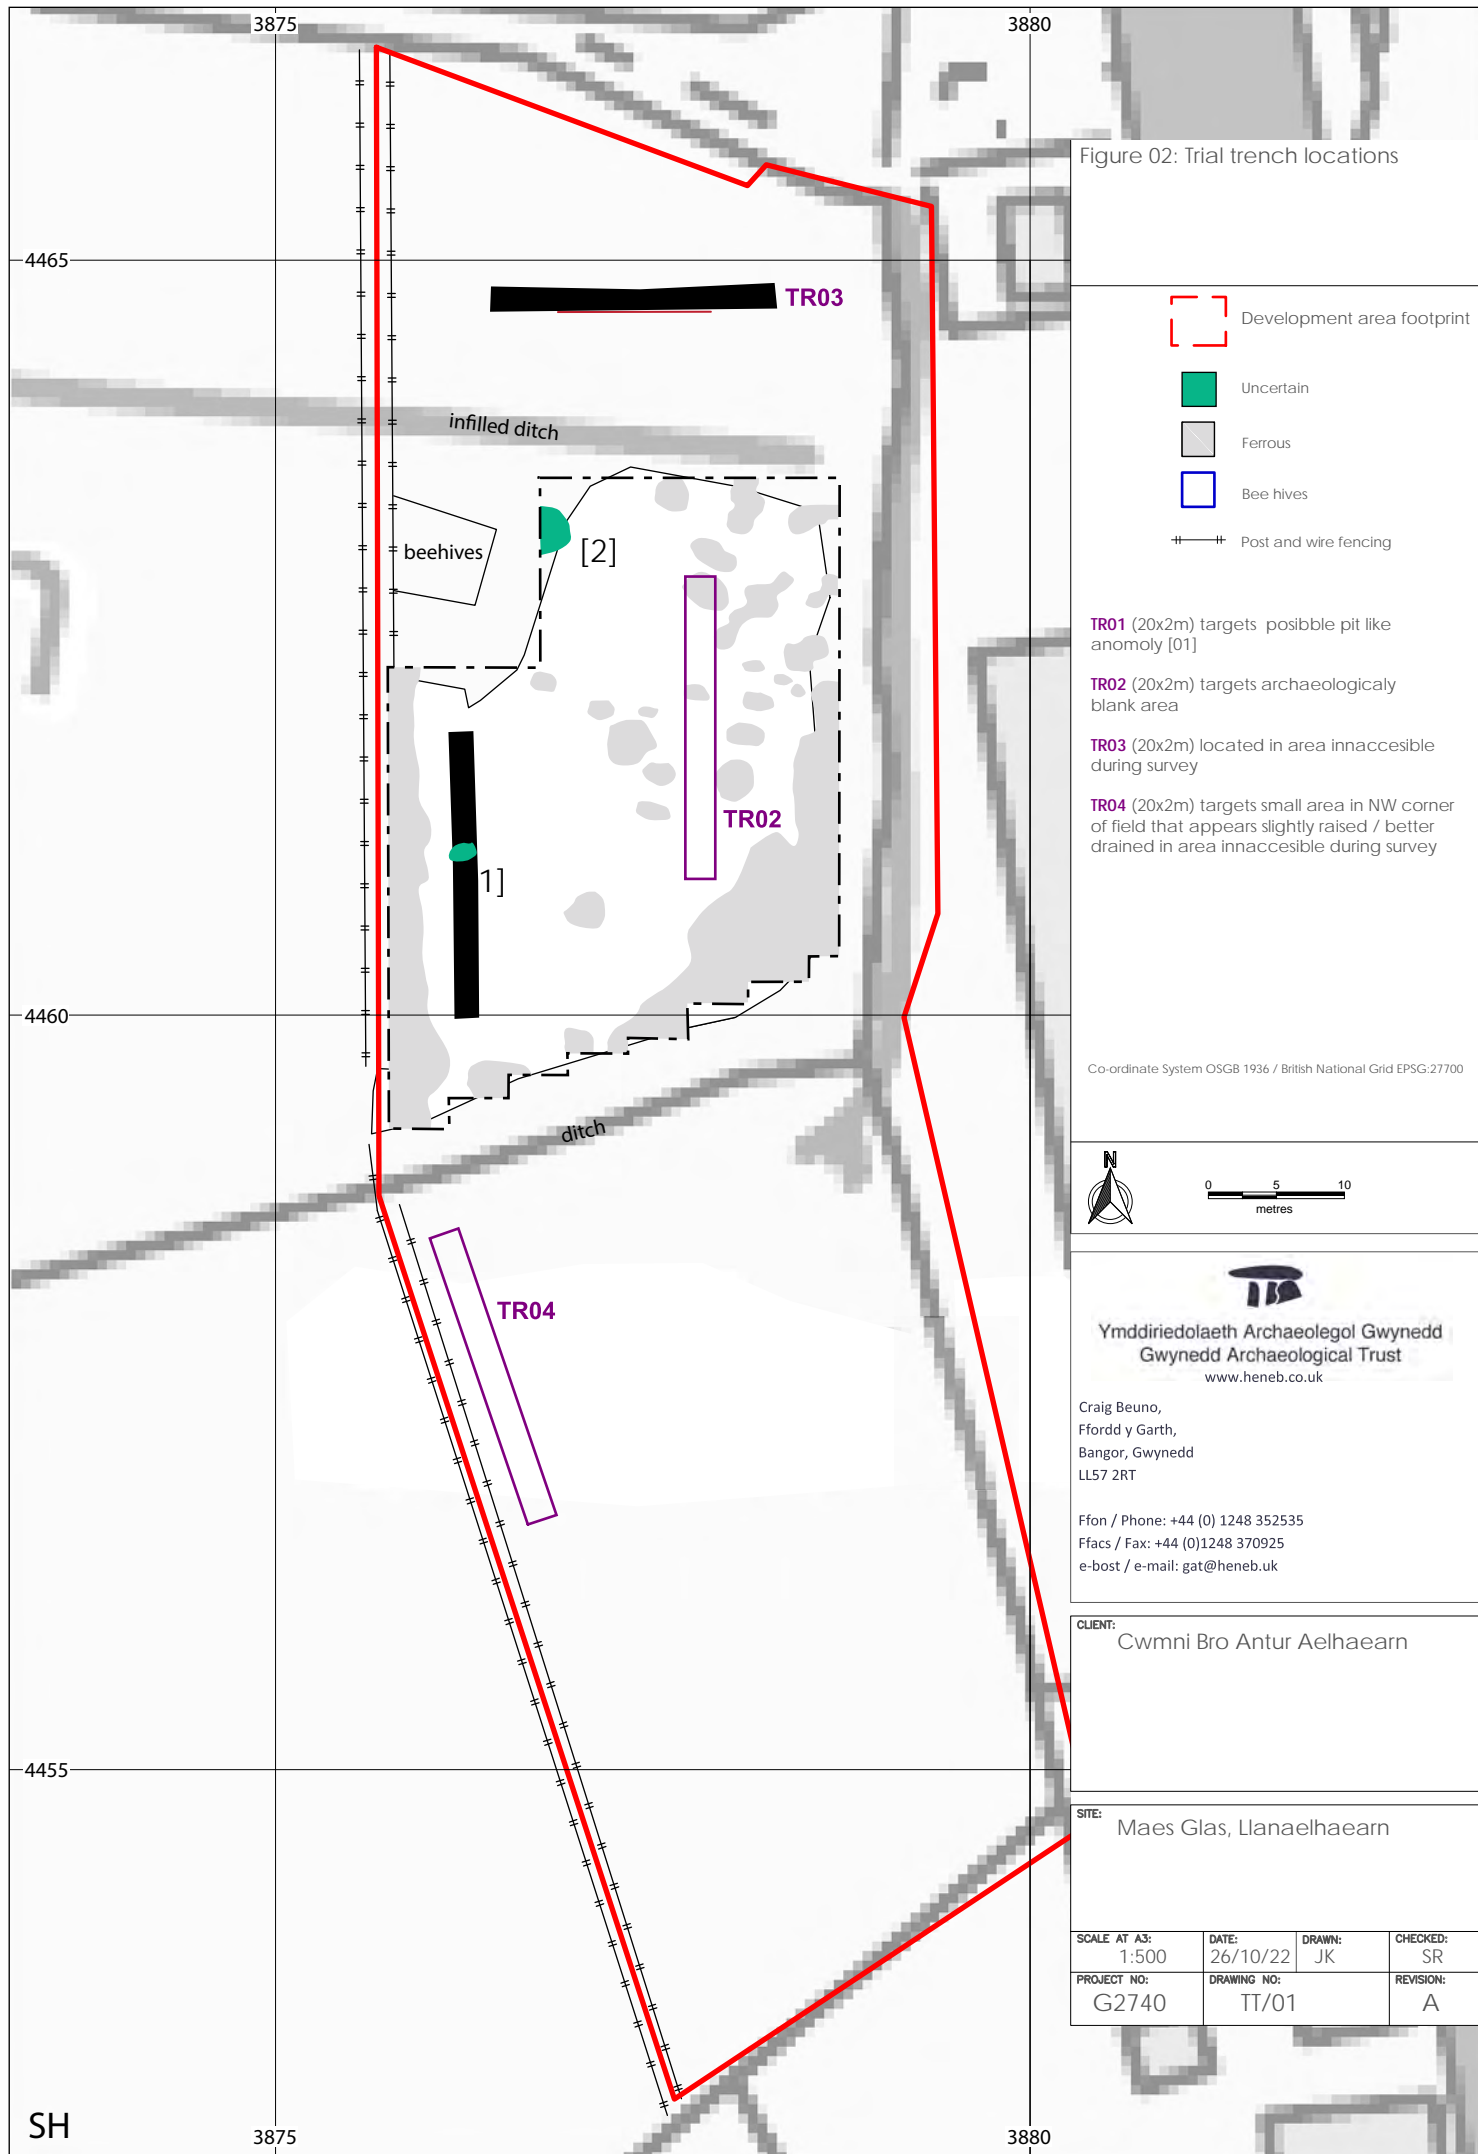 3875
3880
Figure 02: Trial trench locations
4465
TR03
Development area footprint
Uncertain
infilled ditch
Ferrous
Bee hives
beehives
[2]
Post and wire fencing
TR01 (20x2m) targets posibble pit like
anomoly [01]
TR02 (20x2m) targets archaeologicaly
blank area
TR03 (20x2m) located in area innaccesible
during survey
TR04 (20x2m) targets small area in NW corner
of field that appears slightly raised / better
drained in area innaccesible during survey
TR02
1]
4460
Co-ordinate System OSGB 1936 / British National Grid EPSG:27700
ditch
N
0 5 10
metres
TR04
Ymddiriedolaeth Archaeolegol Gwynedd
Gwynedd Archaeological Trust
www.heneb.co.uk
Craig Beuno,
Ffordd y Garth,
Bangor, Gwynedd
LL57 2RT
Ffon / Phone: +44 (0) 1248 352535
Ffacs / Fax: +44 (0)1248 370925
e-bost / e-mail: gat@heneb.uk
CLIENT:
Cwmni Bro Antur Aelhaearn
4455
SITE:
Maes Glas, Llanaelhaearn
SCALE AT A3: DATE: DRAWN: CHECKED:
1:500 26/10/22 JK SR
PROJECT NO: DRAWING NO: REVISION:
G2740 TT/01 A
SH
3875
3880